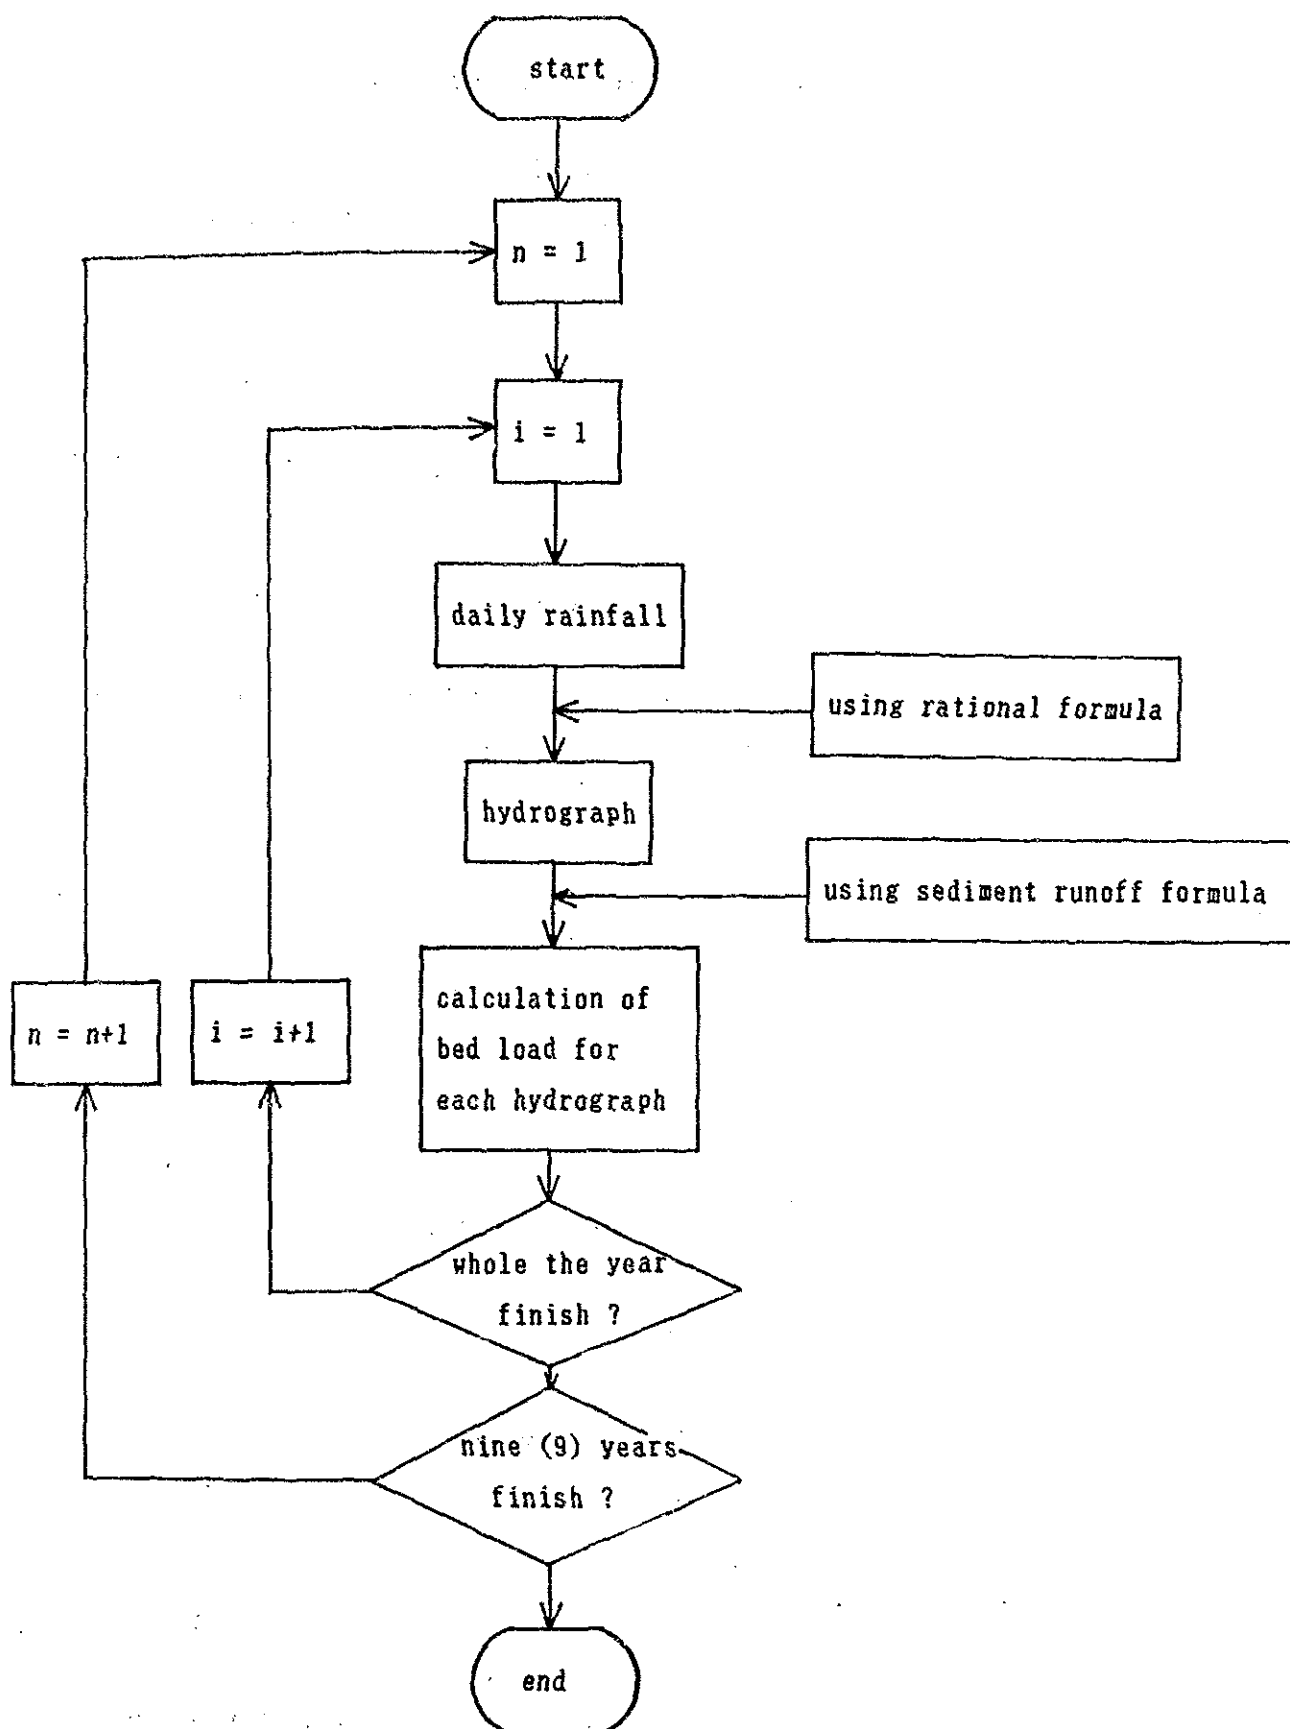 start
n = 1
i = 1
daily rainfall
using rational formula
hydrograph
using sediment runoff formula
calculation of
bed load for
each hydrograph
n = n+1
i = i+1
whole the year
finish ?
nine (9) years
finish ?
end